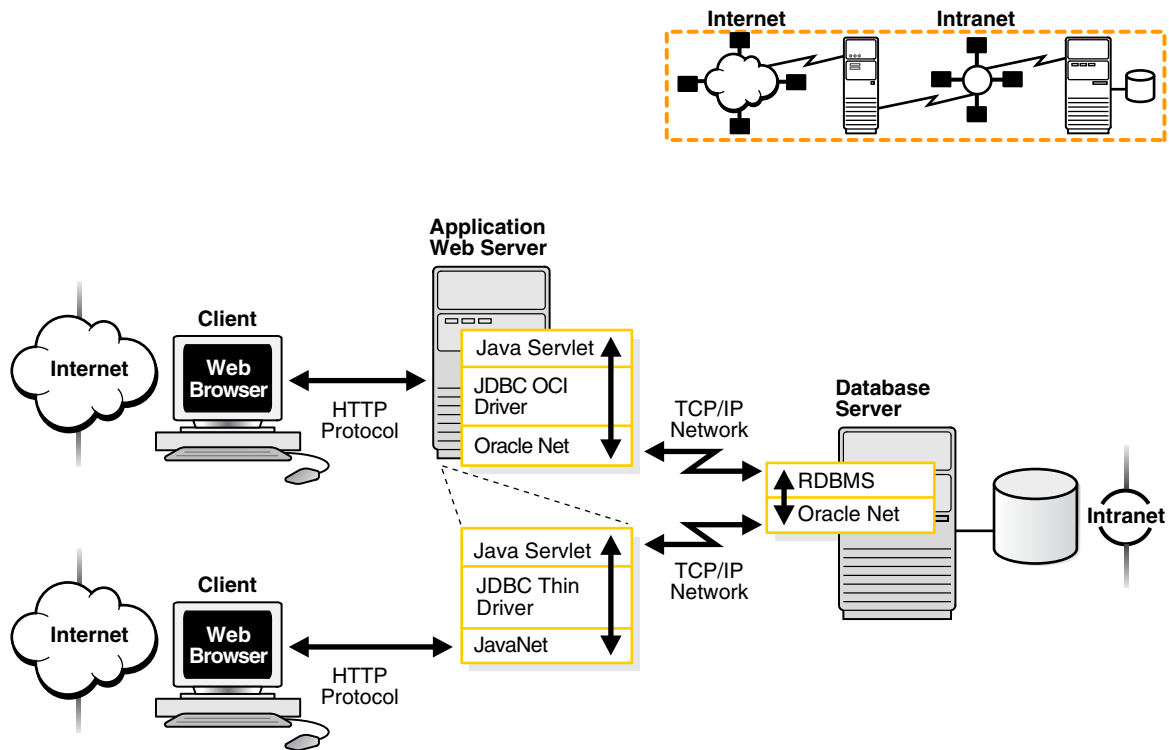 Internet
Intranet
Application
Web Server
Client
Internet
Web
Browser
HTTP
Protocol
Java Servlet
JDBC OCI
Driver
Oracle Net
TCP/IP
Network
Database
Server
RDBMS
Oracle Net
Intranet
Client
Internet
Web
Browser
HTTP
Protocol
Java Servlet
JDBC Thin
Driver
JavaNet
TCP/IP
Network